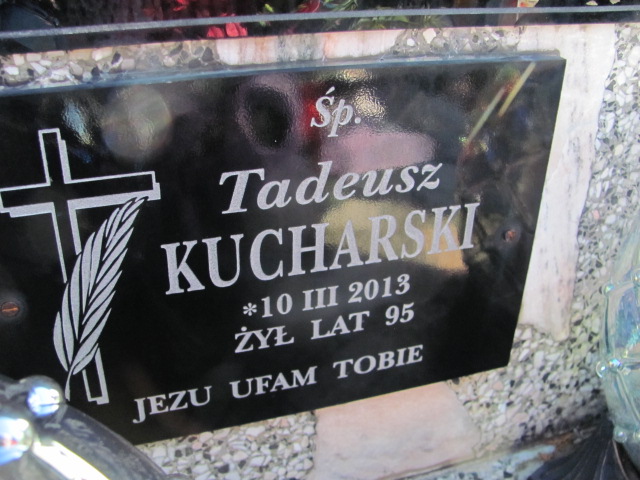 Śp.
Tadeusz
KUCHARSKI
*10 III 2013
ŻYŁ LAT 95
JEZU UFAM TOBIE